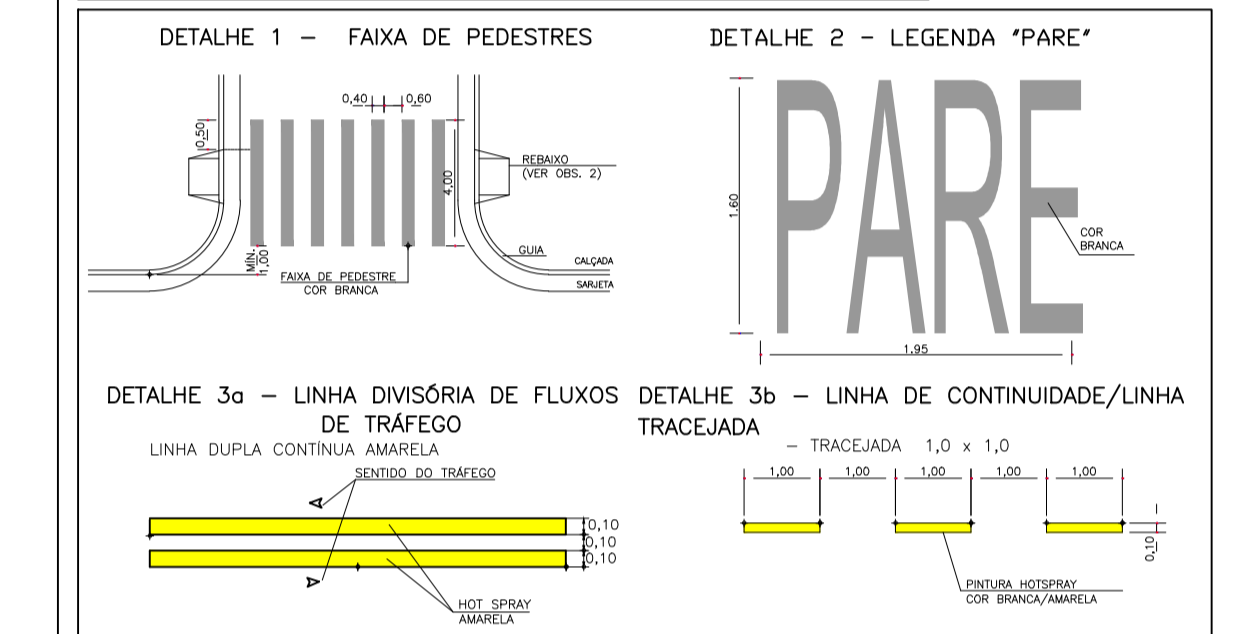 DETALHE 1 - FAIXA DE PEDESTRES
0,40
0,60
0,50
4,00
REBAIXO
(VER OBS. 2)
MÍN.
1,00
GUIA
CALÇADA
SARJETA
FAIXA DE PEDESTRE
COR BRANCA
DETALHE 2 - LEGENDA "PARE"
PARE
1.60
1.95
COR
BRANCA
DETALHE 3a - LINHA DIVISÓRIA DE FLUXOS
DE TRÁFEGO
LINHA DUPLA CONTÍNUA AMARELA
SENTIDO DO TRÁFEGO
0,10
0,10
0,10
HOT SPRAY
AMARELA
DETALHE 3b - LINHA DE CONTINUIDADE/LINHA
TRACEJADA
- TRACEJADA 1,0 x 1,0
1,00 1,00 1,00 1,00 1,00
0,10
PINTURA HOTSPRAY
COR BRANCA/AMARELA